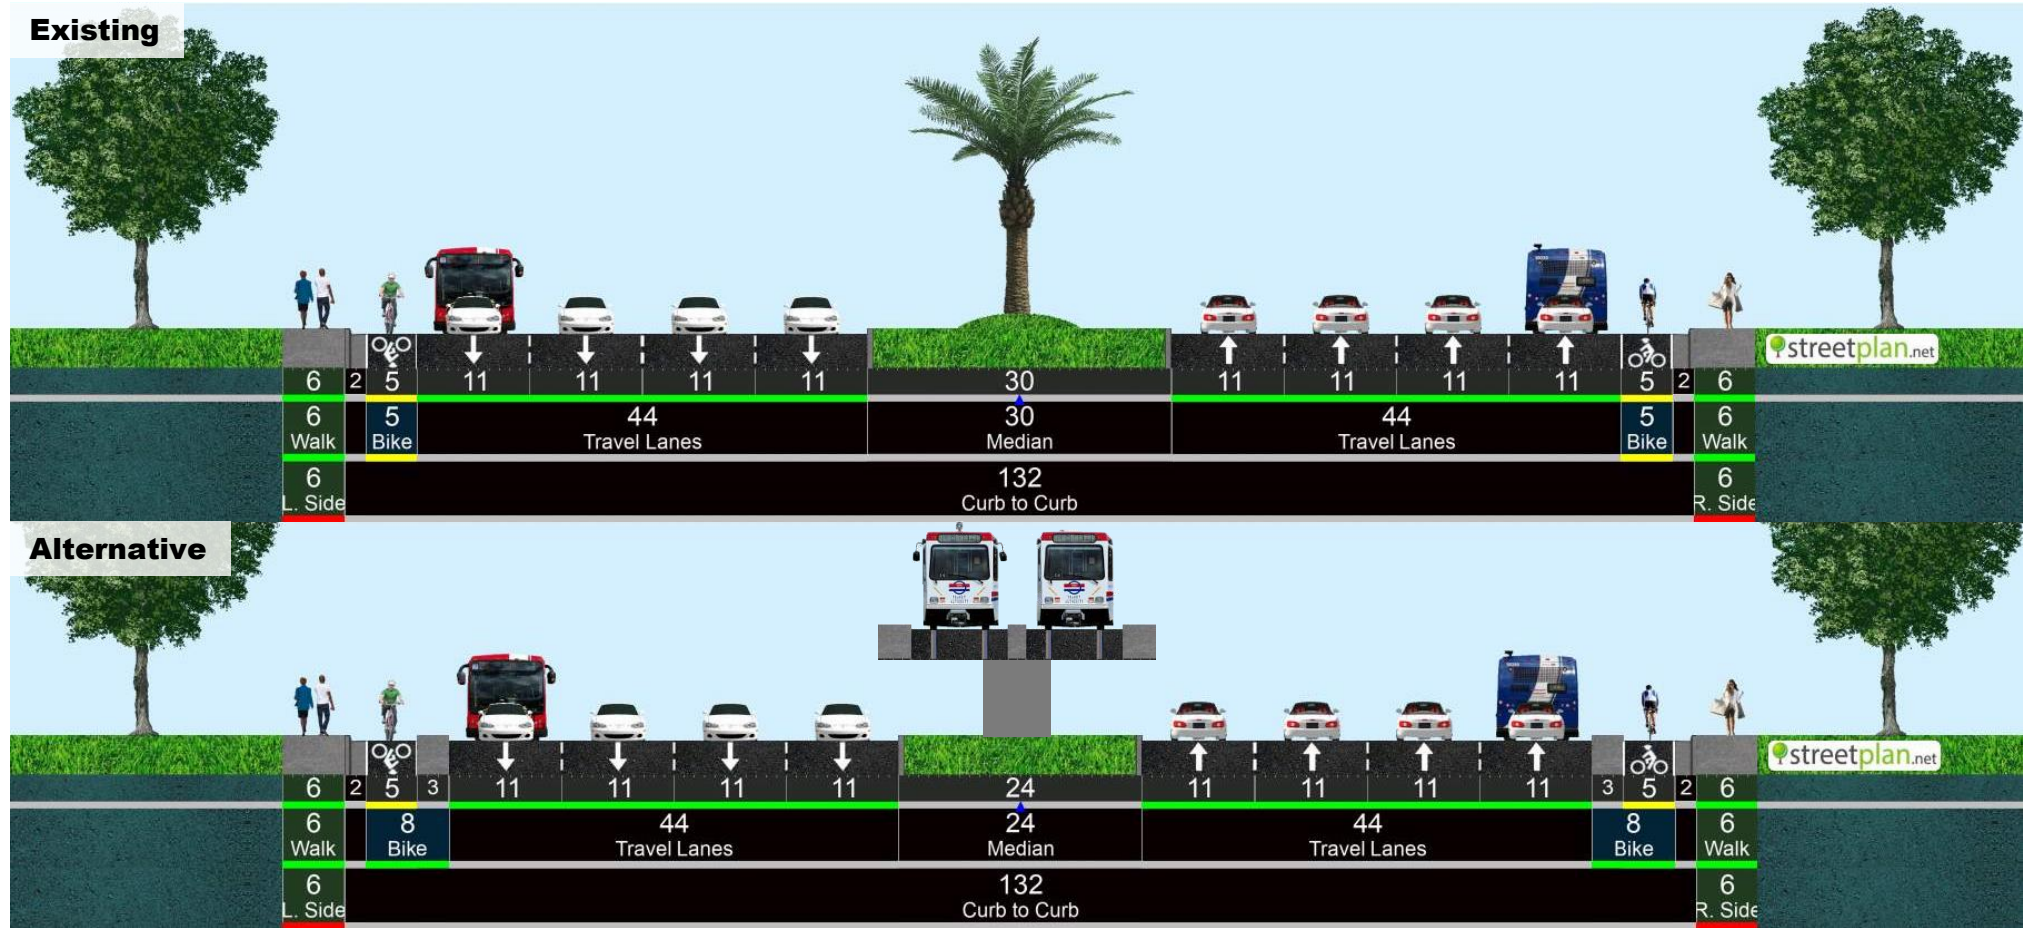 Existing
streetplan.net
6 2 5 11 11 11 11 30 11 11 11 11 5 2 6
6 5 44 30 44 5 6
Walk Bike Travel Lanes Median Travel Lanes Bike Walk
6 132 6
L. Side Curb to Curb R. Side
Alternative
streetplan.net
6 2 5 3 11 11 11 11 24 11 11 11 11 3 5 2 6
6 8 44 24 44 8 6
Walk Bike Travel Lanes Median Travel Lanes Bike Walk
6 132 6
L. Side Curb to Curb R. Side